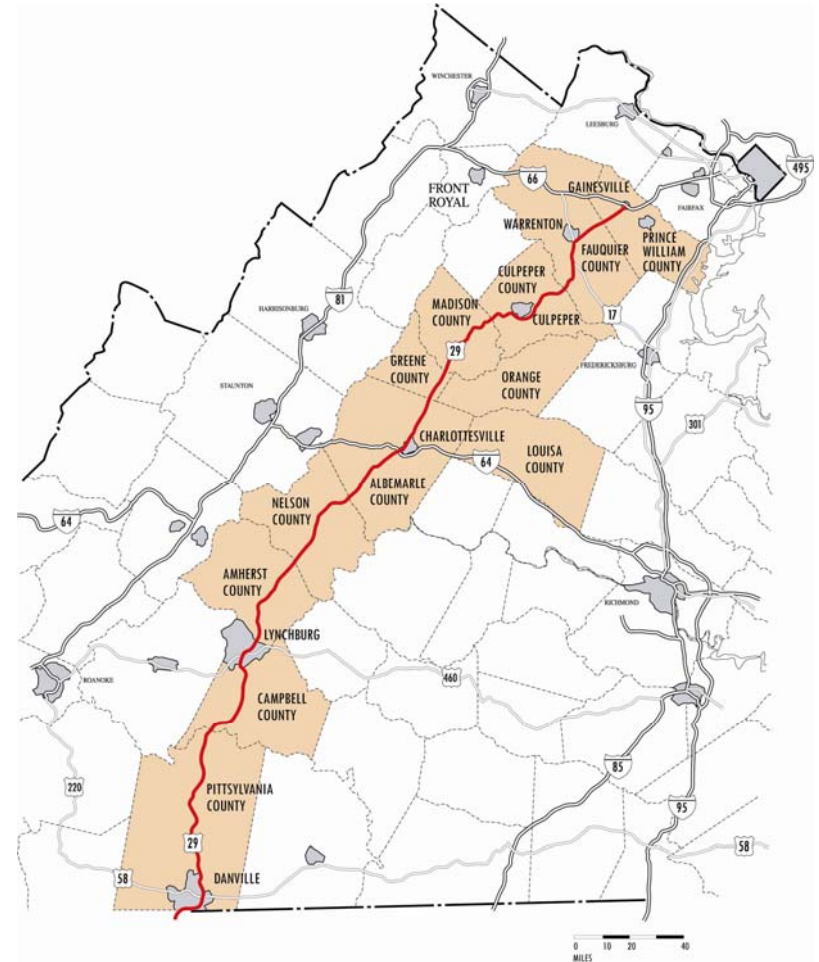 WINCHESTER
LEESBURG
495
66
GAINESVILLE
FRONT
ROYAL
FAIRFAX
WARRENTON
PRINCE
WILLIAM
COUNTY
FAUQUIER
COUNTY
CULPEPER
COUNTY
81
MADISON
COUNTY
HARRISONBURG
17
CULPEPER
29
GREENE
COUNTY
ORANGE
COUNTY
FREDERICKSBURG
STAUNTON
95
301
CHARLOTTESVILLE
LOUISA
COUNTY
64
ALBEMARLE
COUNTY
NELSON
COUNTY
64
AMHERST
COUNTY
RICHMOND
LYNCHBURG
ROANOKE
460
CAMPBELL
COUNTY
85
220
PITTSYLVANIA
COUNTY
95
29
58
58
DANVILLE
0 10 20 40
MILES